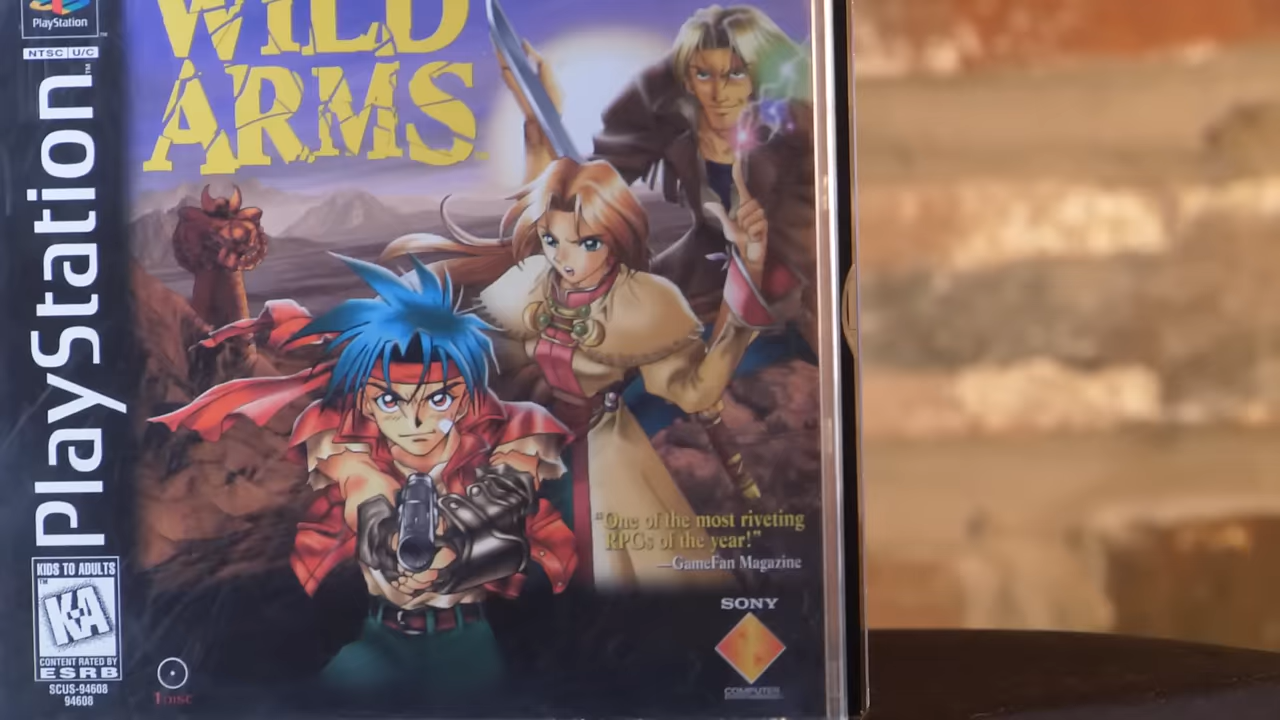 PlayStation
NTSC U/C
PlayStation
WILD
ARMS
"One of the most riveting
RPGs of the year!"
—GameFan Magazine
KIDS TO ADULTS
K-A
CONTENT RATED BY
ESRB
SCUS-94608
94608
1 DISC
SONY
COMPUTER